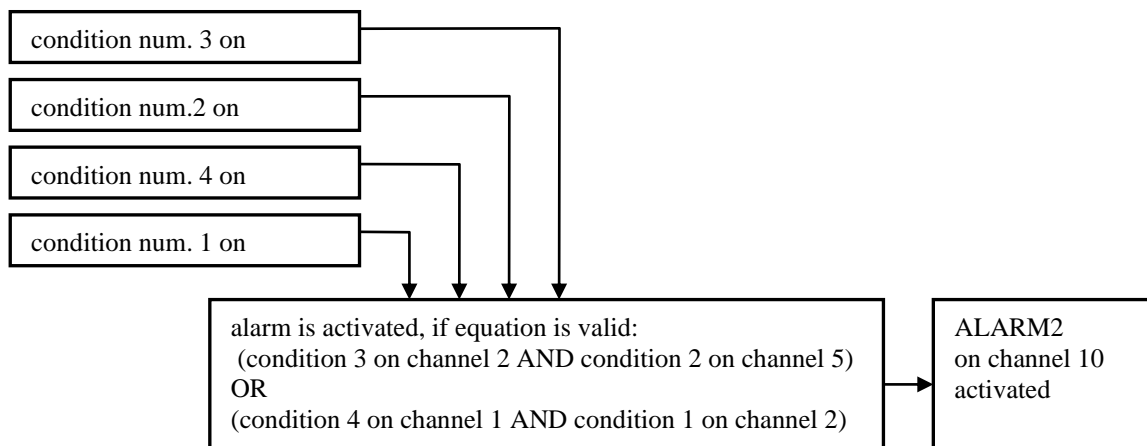 condition num. 3 on
condition num.2 on
condition num. 4 on
condition num. 1 on
alarm is activated, if equation is valid:
(condition 3 on channel 2 AND condition 2 on channel 5)
OR
(condition 4 on channel 1 AND condition 1 on channel 2)
ALARM2
on channel 10
activated